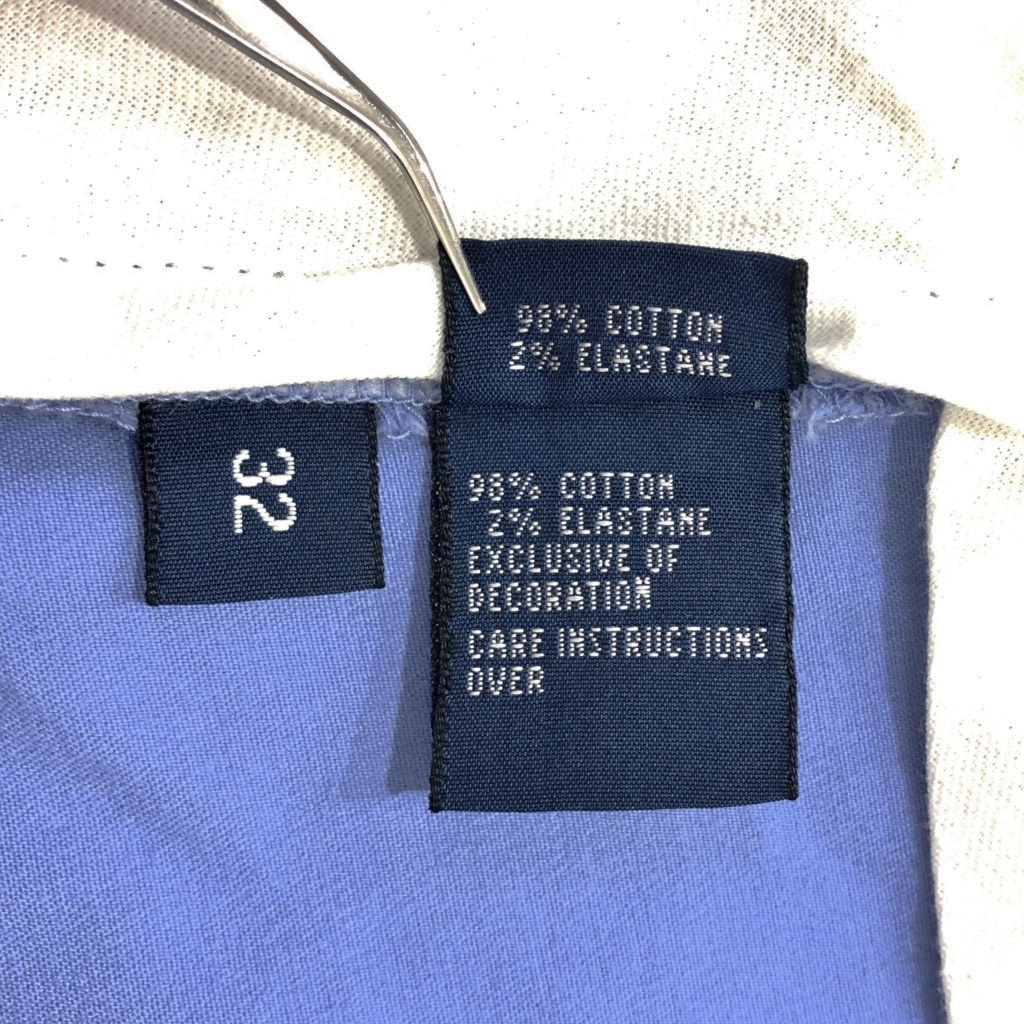 98% COTTON
2% ELASTANE
32
98% COTTON
2% ELASTANE
EXCLUSIVE OF
DECORATION
CARE INSTRUCTIONS
OVER